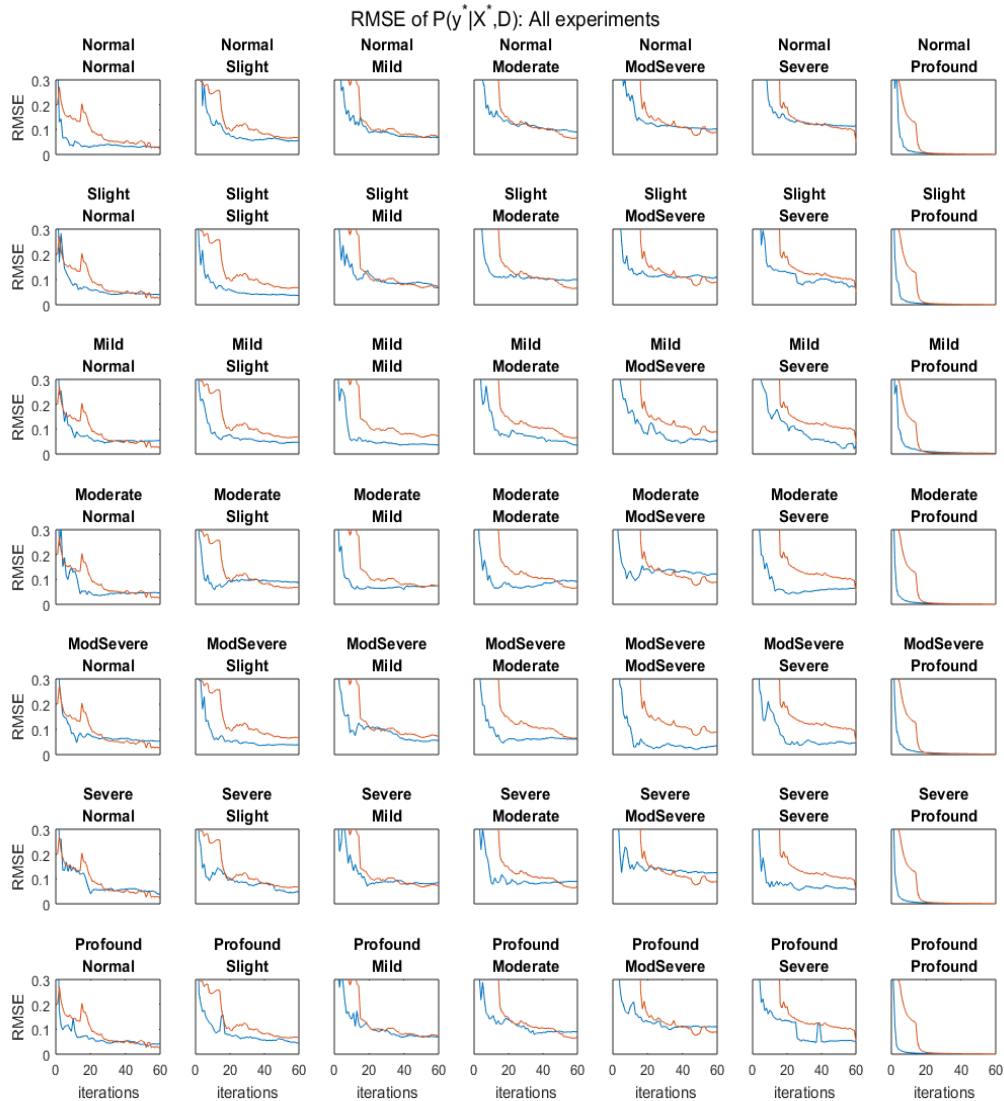 RMSE of P(y*|X*,D): All experiments
Normal Normal Normal Normal Normal Normal Normal
Normal Slight Mild Moderate ModSevere Severe Profound
0.3
0.2
RMSE
0.1
0
Slight Slight Slight Slight Slight Slight Slight
Normal Slight Mild Moderate ModSevere Severe Profound
0.3
0.2
RMSE
0.1
0
Mild Mild Mild Mild Mild Mild Mild
Normal Slight Mild Moderate ModSevere Severe Profound
0.3
0.2
RMSE
0.1
0
Moderate Moderate Moderate Moderate Moderate Moderate Moderate
Normal Slight Mild Moderate ModSevere Severe Profound
0.3
0.2
RMSE
0.1
0
ModSevere ModSevere ModSevere ModSevere ModSevere ModSevere ModSevere
Normal Slight Mild Moderate ModSevere Severe Profound
0.3
0.2
RMSE
0.1
0
Severe Severe Severe Severe Severe Severe Severe
Normal Slight Mild Moderate ModSevere Severe Profound
0.3
0.2
RMSE
0.1
0
Profound Profound Profound Profound Profound Profound Profound
Normal Slight Mild Moderate ModSevere Severe Profound
0.3
0.2
RMSE
0.1
0
0 20 40 60 0 20 40 60 0 20 40 60 0 20 40 60 0 20 40 60 0 20 40 60 0 20 40 60
iterations iterations iterations iterations iterations iterations iterations